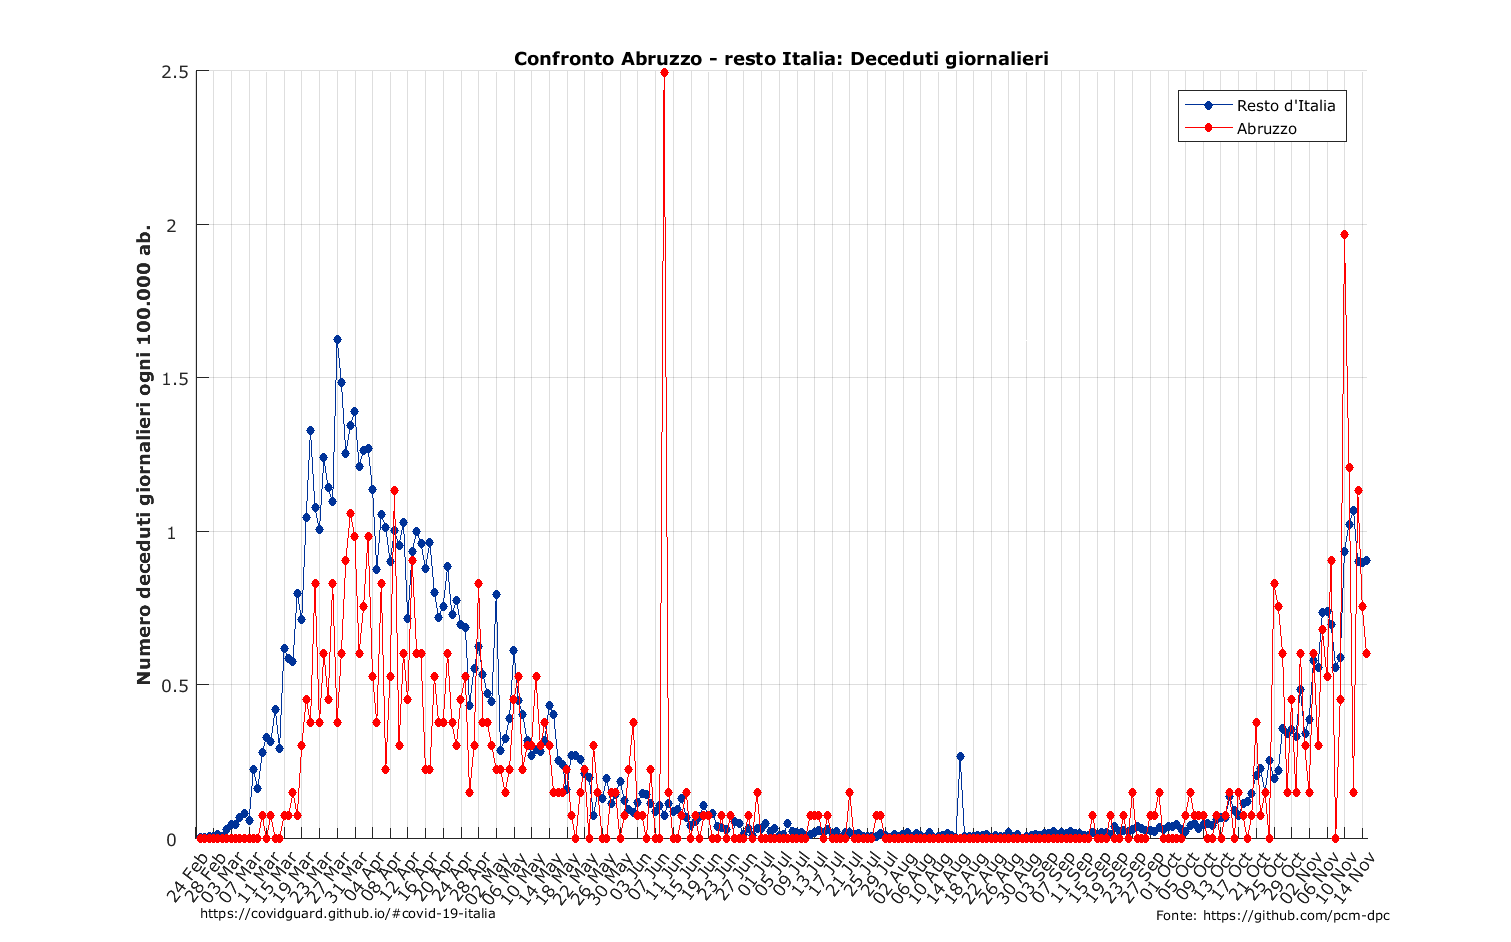 Confronto Abruzzo - resto Italia: Deceduti giornalieri
Resto d'Italia
Abruzzo
Numero deceduti giornalieri ogni 100.000 ab.
2.5
2
1.5
1
0.5
0
24 Feb
28 Feb
03 Mar
07 Mar
11 Mar
15 Mar
19 Mar
23 Mar
27 Mar
31 Mar
04 Apr
08 Apr
12 Apr
16 Apr
20 Apr
24 Apr
28 Apr
02 May
06 May
10 May
14 May
18 May
22 May
26 May
30 May
03 Jun
07 Jun
11 Jun
15 Jun
19 Jun
23 Jun
27 Jun
01 Jul
05 Jul
09 Jul
13 Jul
17 Jul
21 Jul
25 Jul
29 Jul
02 Aug
06 Aug
10 Aug
14 Aug
18 Aug
22 Aug
26 Aug
30 Aug
03 Sep
07 Sep
11 Sep
15 Sep
19 Sep
23 Sep
27 Sep
01 Oct
05 Oct
09 Oct
13 Oct
17 Oct
21 Oct
25 Oct
29 Oct
02 Nov
06 Nov
10 Nov
14 Nov
https://covidguard.github.io/#covid-19-italia
Fonte: https://github.com/pcm-dpc